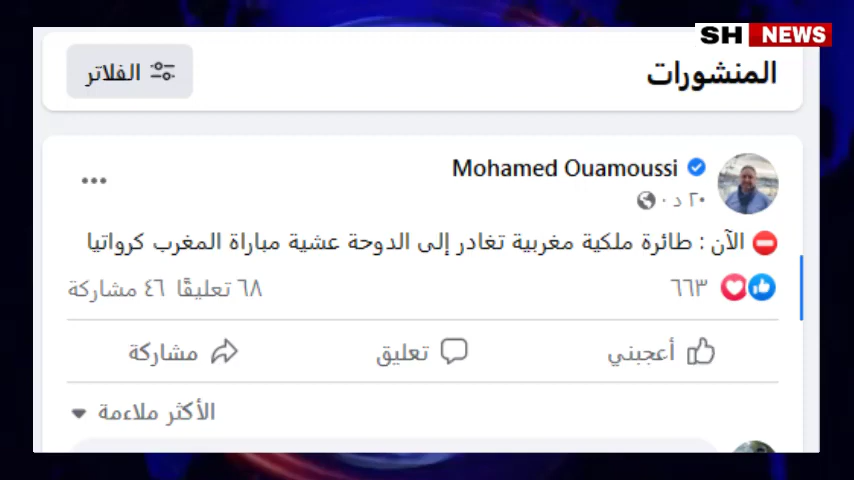 SH NEWS
المنشورات
الفلاتر
Mohamed Ouamoussi
٢٠ د ·
⛔ الآن : طائرة ملكية مغربية تغادر إلى الدوحة عشية مباراة المغرب كرواتيا
٦٦٣
٦٨ تعليقًا ٤٦ مشاركة
أعجبني
تعليق
مشاركة
الأكثر ملاءمة